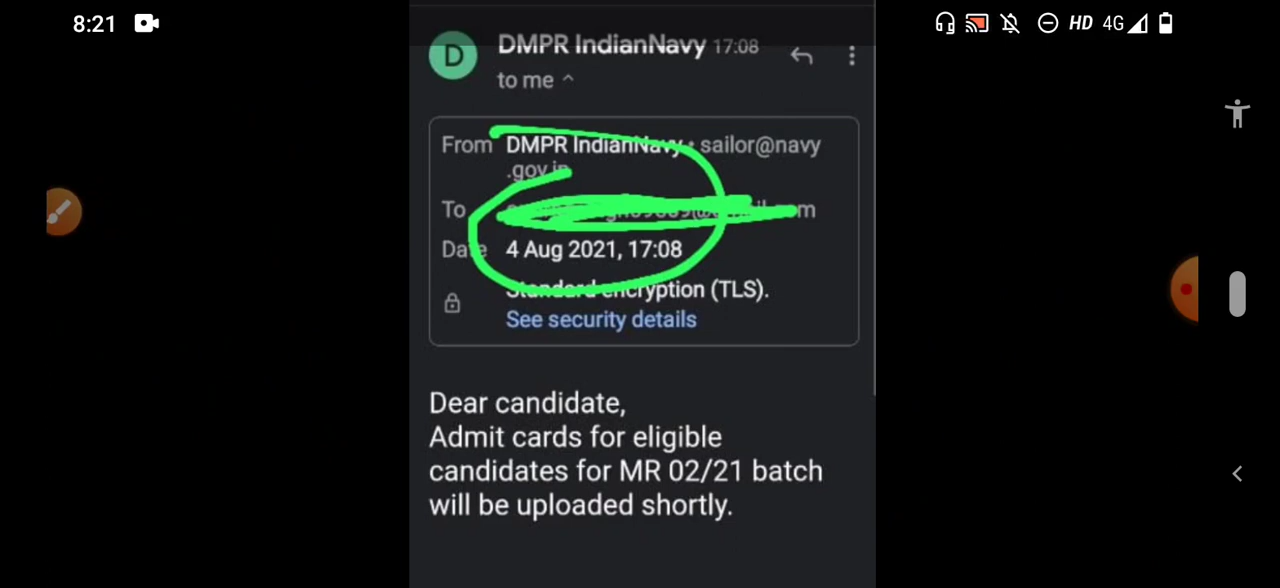 8:21
HD 4G
D
DMPR IndianNavy 17:08
to me
From DMPR IndianNavy • sailor@navy
.gov.in
To
Date 4 Aug 2021, 17:08
Standard encryption (TLS).
See security details
Dear candidate,
Admit cards for eligible
candidates for MR 02/21 batch
will be uploaded shortly.